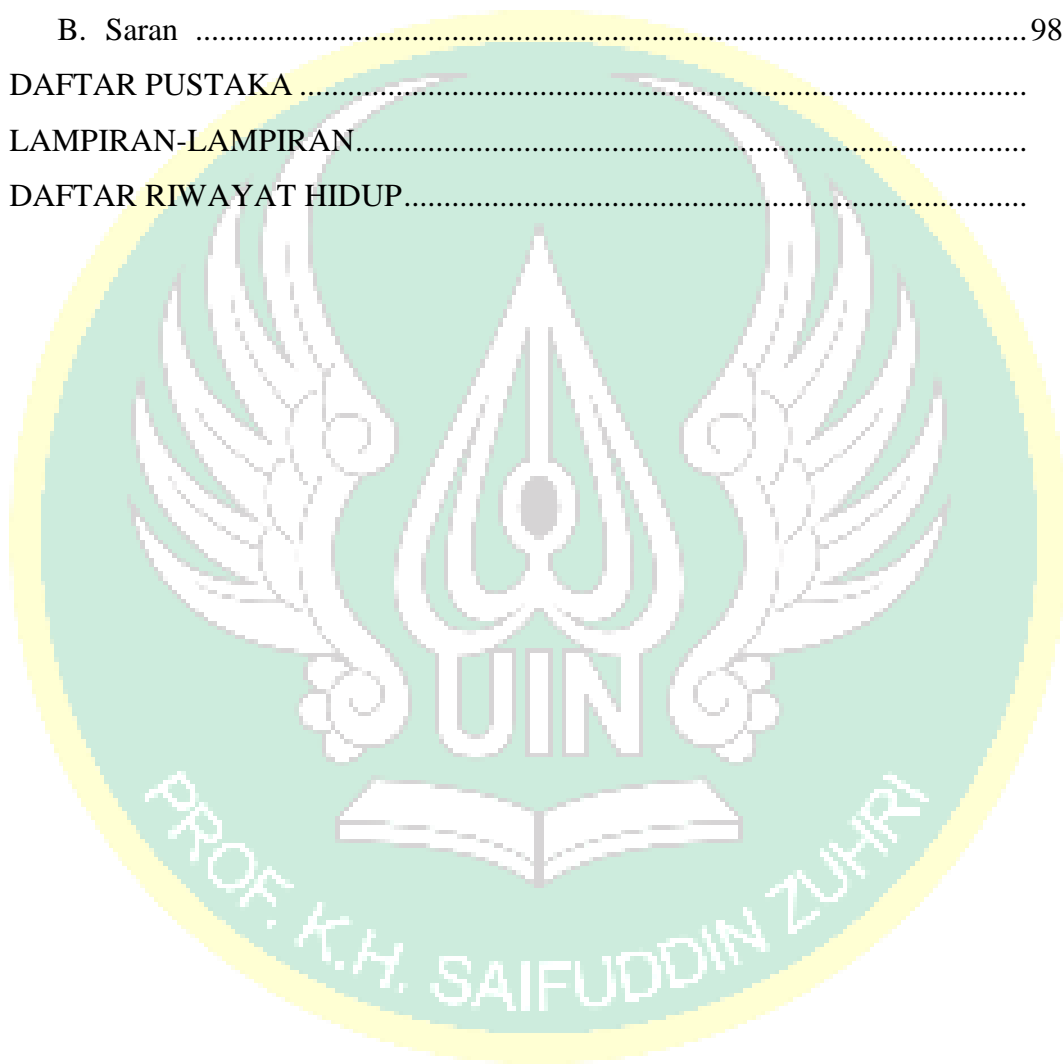 B. Saran ........................................................................................................ 98
DAFTAR PUSTAKA ...........................................................................................
LAMPIRAN-LAMPIRAN....................................................................................
DAFTAR RIWAYAT HIDUP..............................................................................
UIN
PROF. K.H. SAIFUDDIN ZUHRI